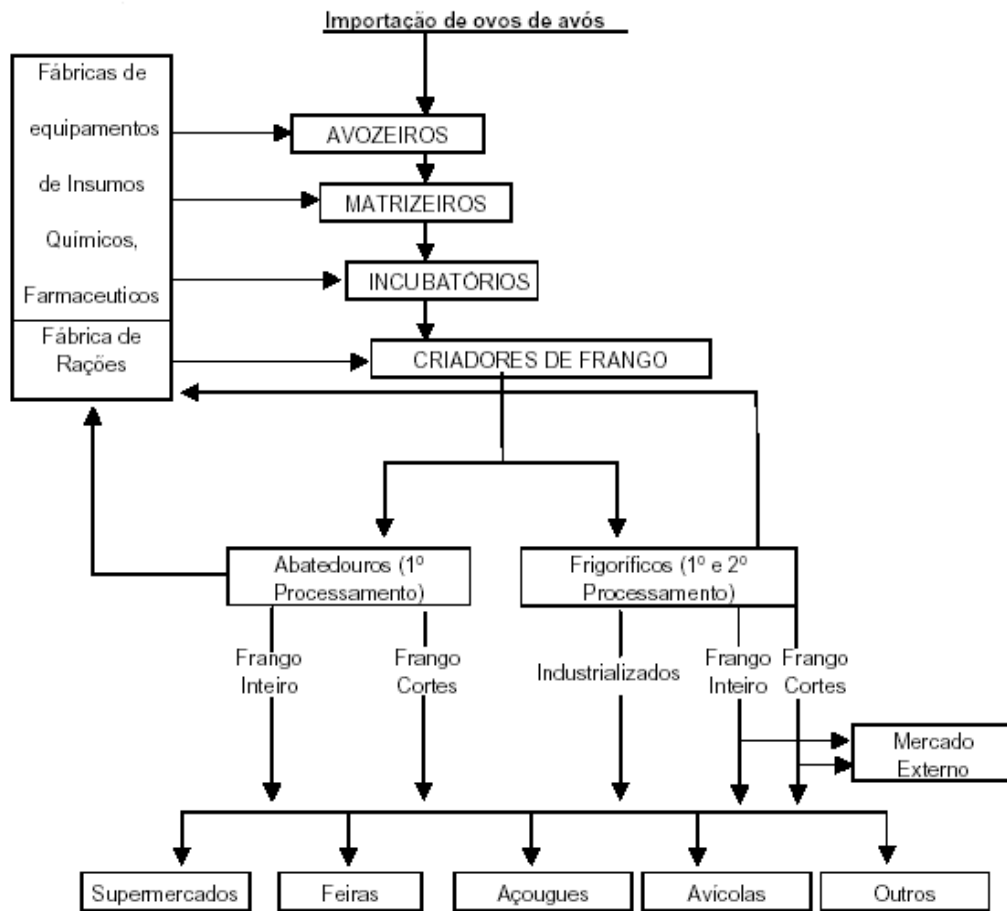 Importação de ovos de avós
Fábricas de
equipamentos
de Insumos
Químicos,
Farmaceuticos
Fábrica de
Rações
AVOZEIROS
MATRIZEIROS
INCUBATÓRIOS
CRIADORES DE FRANGO
Abatedouros (1º
Processamento)
Frigoríficos (1º e 2º
Processamento)
Frango
Inteiro
Frango
Cortes
Industrializados
Frango
Inteiro
Frango
Cortes
Mercado
Externo
Supermercados
Feiras
Açougues
Avícolas
Outros